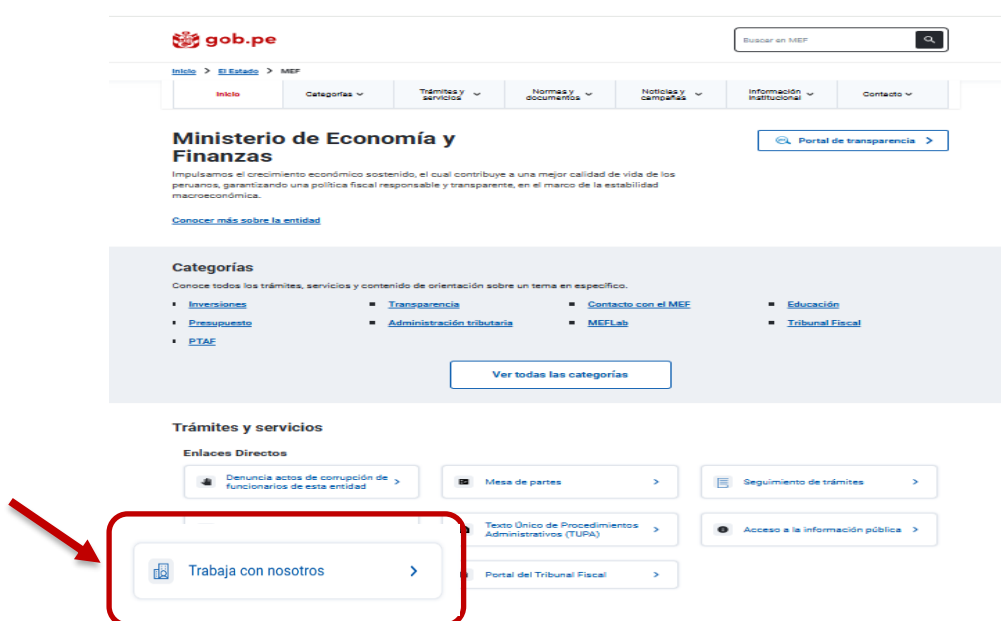 gob.pe
Buscar en MEF
Inicio > El Estado > MEF
Inicio
Categorías
Trámites y servicios
Normas y documentos
Noticias y campañas
Información institucional
Contacto
Ministerio de Economía y
Finanzas
Portal de transparencia
Impulsamos el crecimiento económico sostenido, el cual contribuye a una mejor calidad de vida de los
peruanos, garantizando una política fiscal responsable y transparente, en el marco de la estabilidad
macroeconómica.
Conocer más sobre la entidad
Categorías
Conoce todos los trámites, servicios y contenido de orientación sobre un tema en específico.
Inversiones
Transparencia
Contacto con el MEF
Educación
Presupuesto
Administración tributaria
MEFLab
Tribunal Fiscal
PTAF
Ver todas las categorías
Trámites y servicios
Enlaces Directos
Denuncia actos de corrupción de
funcionarios de esta entidad
Mesa de partes
Seguimiento de trámites
Texto Único de Procedimientos
Administrativos (TUPA)
Acceso a la información pública
Trabaja con nosotros
Portal del Tribunal Fiscal